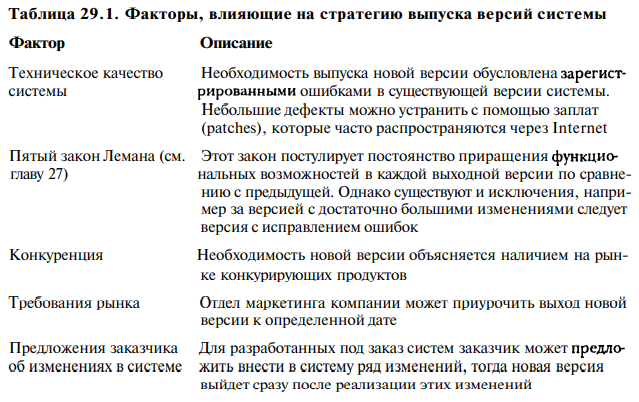 Таблица 29.1. Факторы, влияющие на стратегию выпуска версий системы
Фактор Описание
Техническое качество Необходимость выпуска новой версии обусловлена зарегист-
системы рированными ошибками в существующей версии системы.
Небольшие дефекты можно устранить с помощью заплат
(patches), которые часто распространяются через Internet
Пятый закон Лемана (см. Этот закон постулирует постоянство приращения функцио-
главу 27) нальных возможностей в каждой выходной версии по сравне-
нию с предыдущей. Однако существуют и исключения, напри-
мер за версией с достаточно большими изменениями следует
версия с исправлением ошибок
Конкуренция Необходимость новой версии объясняется наличием на рын-
ке конкурирующих продуктов
Требования рынка Отдел маркетинга компании может приурочить выход новой
версии к определенной дате
Предложения заказчика Для разработанных под заказ систем заказчик может предло-
об изменениях в системе жить внести в систему ряд изменений, тогда новая версия
выйдет сразу после реализации этих изменений